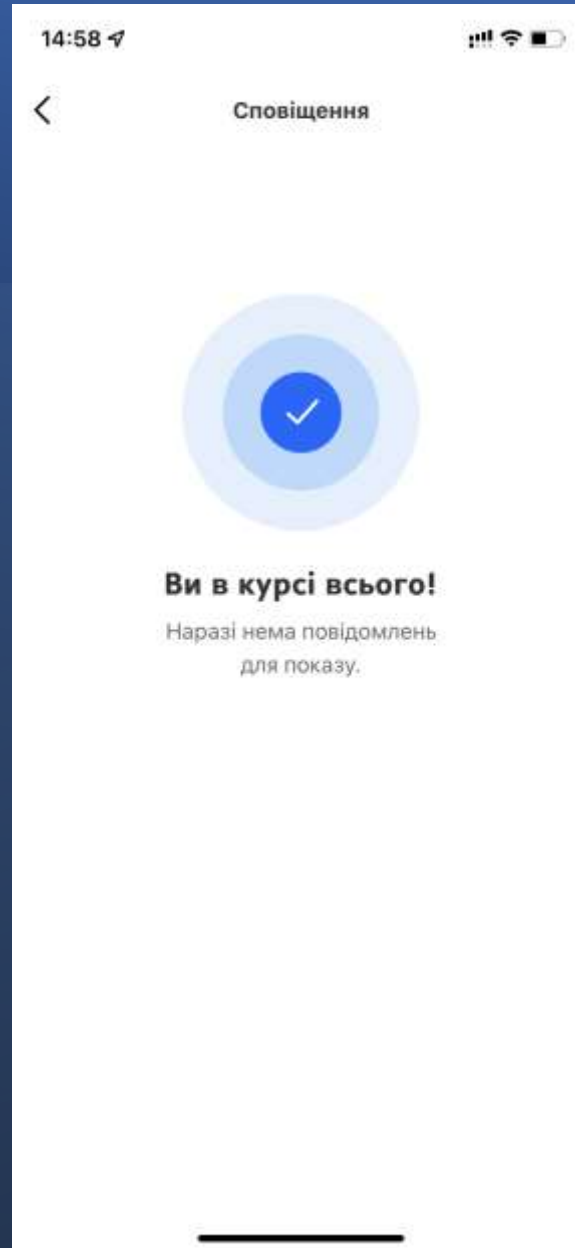 14:58
Сповіщення
Ви в курсі всього!
Наразі нема повідомлень
для показу.